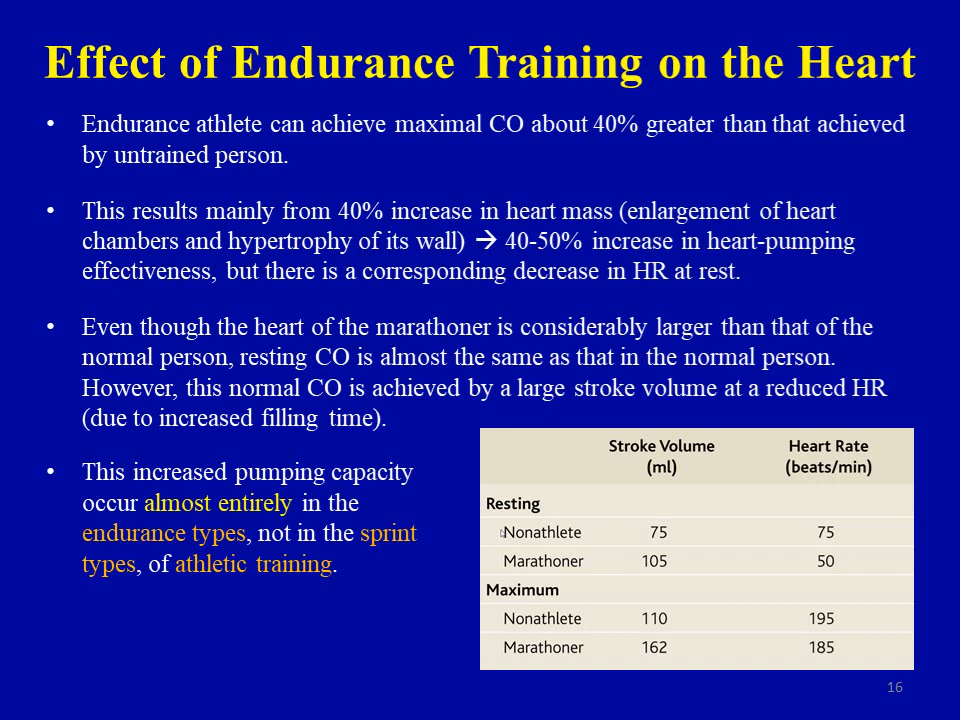 Effect of Endurance Training on the Heart
• Endurance athlete can achieve maximal CO about 40% greater than that achieved
by untrained person.
• This results mainly from 40% increase in heart mass (enlargement of heart
chambers and hypertrophy of its wall) → 40-50% increase in heart-pumping
effectiveness, but there is a corresponding decrease in HR at rest.
• Even though the heart of the marathoner is considerably larger than that of the
normal person, resting CO is almost the same as that in the normal person.
However, this normal CO is achieved by a large stroke volume at a reduced HR
(due to increased filling time).
• This increased pumping capacity
occur almost entirely in the
endurance types, not in the sprint
types, of athletic training.
Stroke Volume Heart Rate
(ml) (beats/min)
Resting
Nonathlete 75 75
Marathoner 105 50
Maximum
Nonathlete 110 195
Marathoner 162 185
16